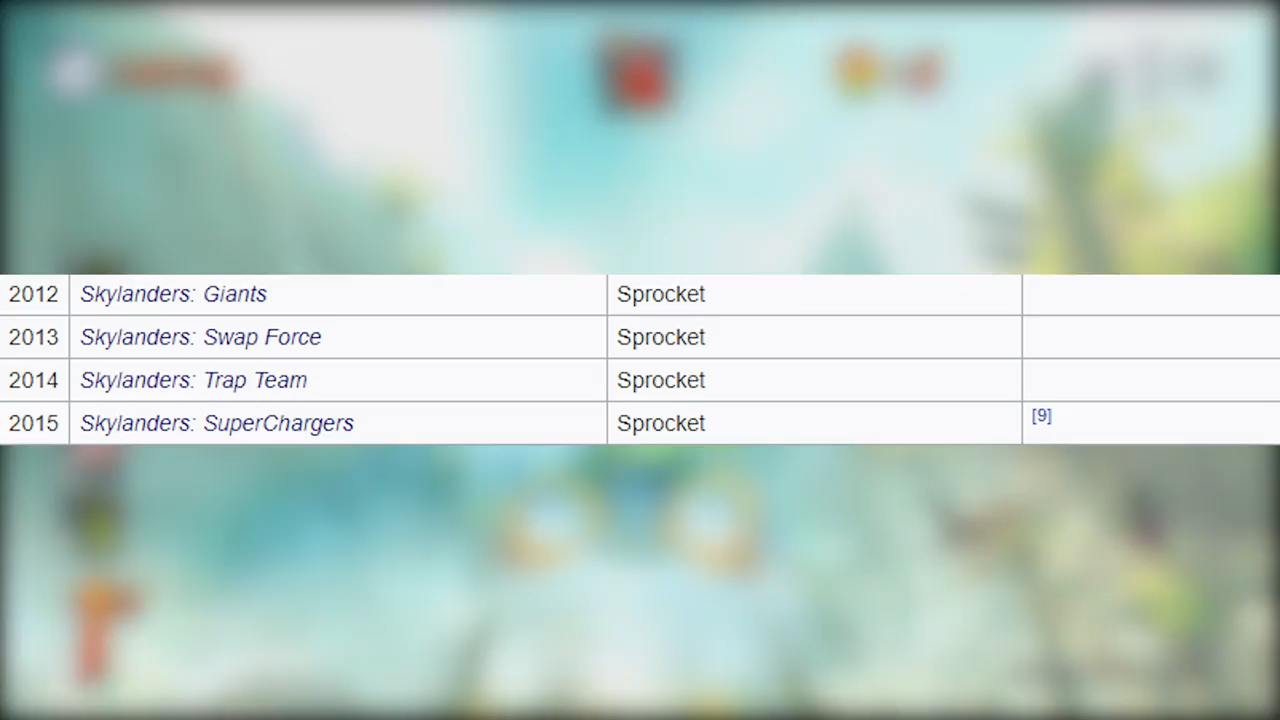 2012 Skylanders: Giants Sprocket
2013 Skylanders: Swap Force Sprocket
2014 Skylanders: Trap Team Sprocket
2015 Skylanders: SuperChargers Sprocket [9]